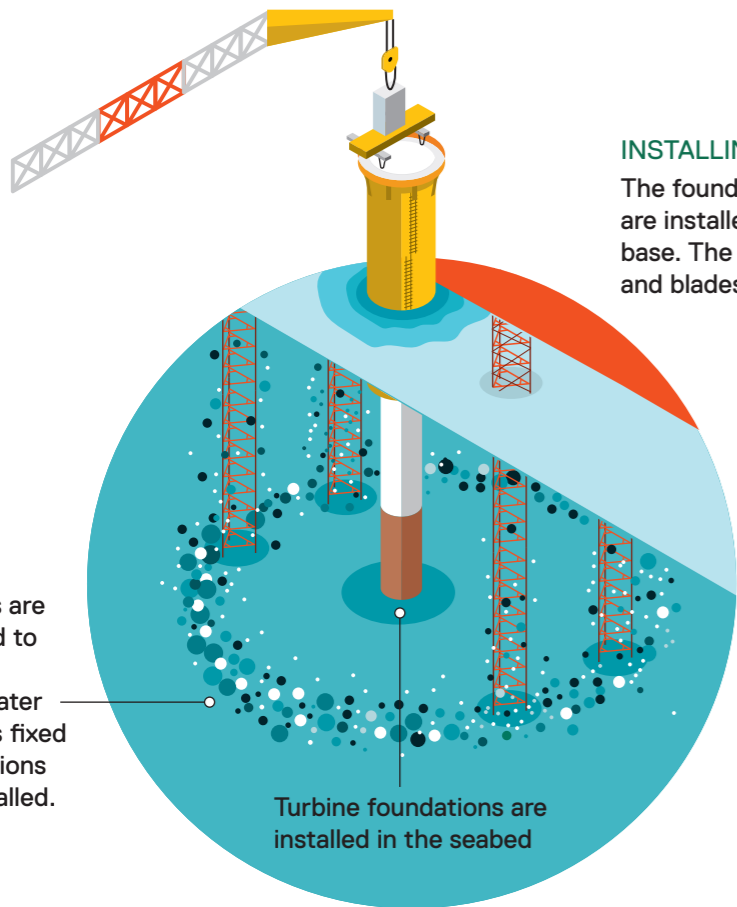 INSTALLIN
The found
are installe
base. The
and blades
s are
d to
ater
s fixed
ions
alled.
Turbine foundations are
installed in the seabed